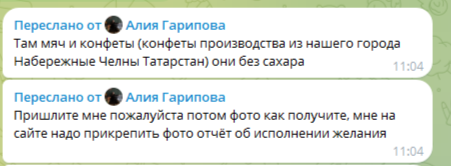 Переслано от Алия Гарипова
Там мяч и конфеты (конфеты производства из нашего города
Набережные Челны Татарстан) они без сахара
11:04
Переслано от Алия Гарипова
Пришлите мне пожалуйста потом фото как получите, мне на
сайте надо прикрепить фото отчёт об исполнении желания
11:04